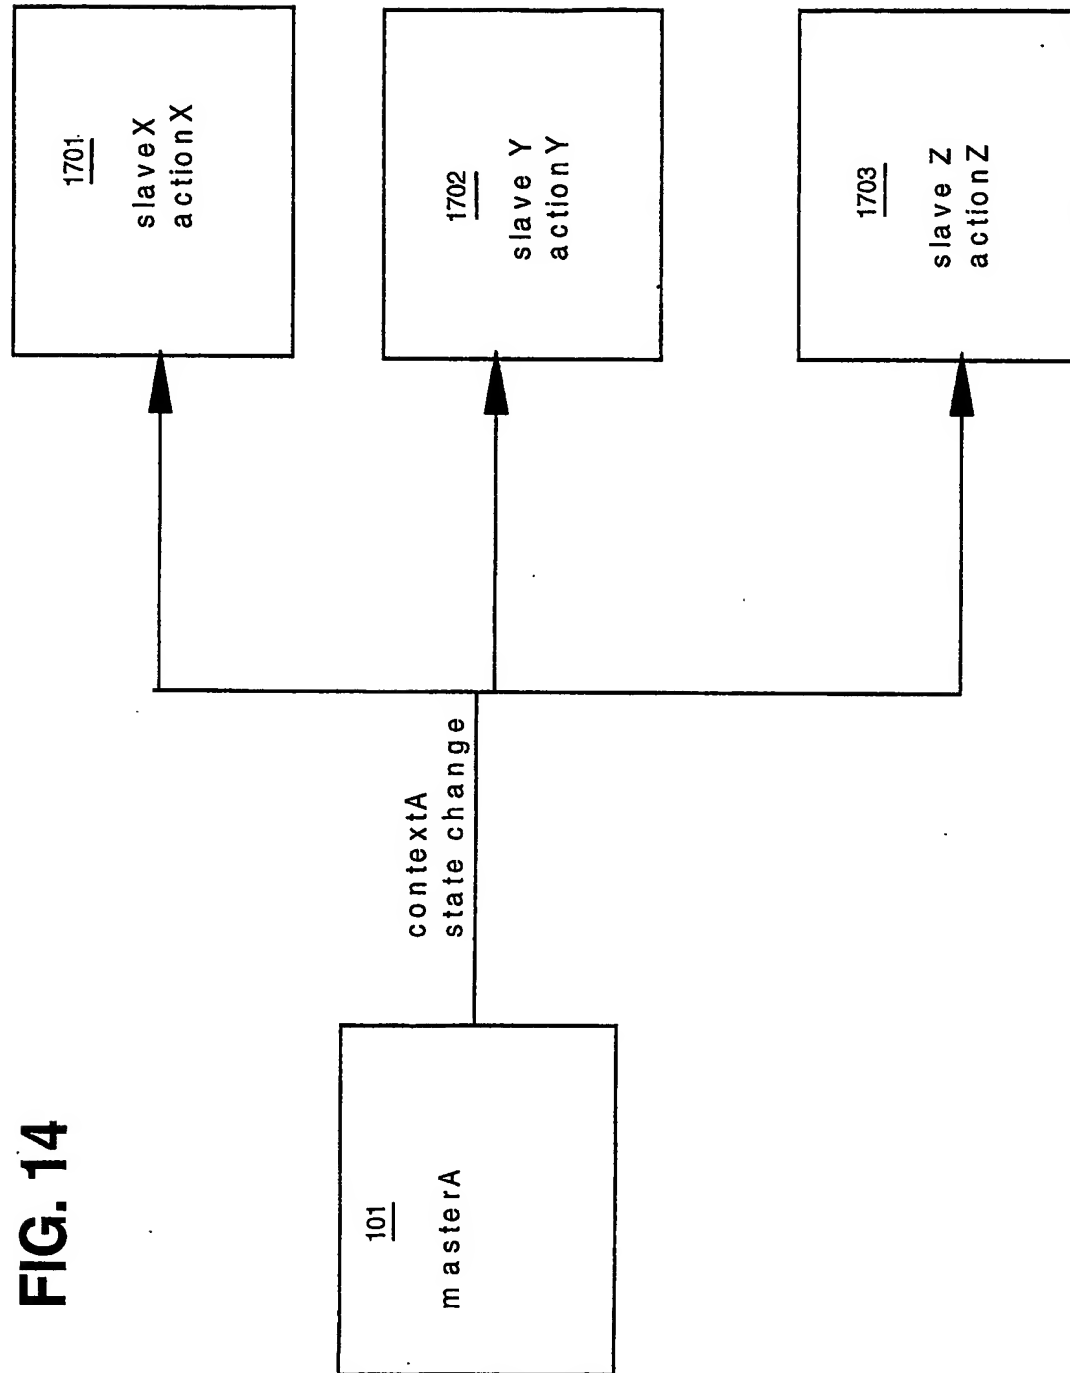 FIG. 14
101
masterA
contextA
state change
1701
slaveX
actionX
1702
slave Y
actionY
1703
slave Z
actionZ